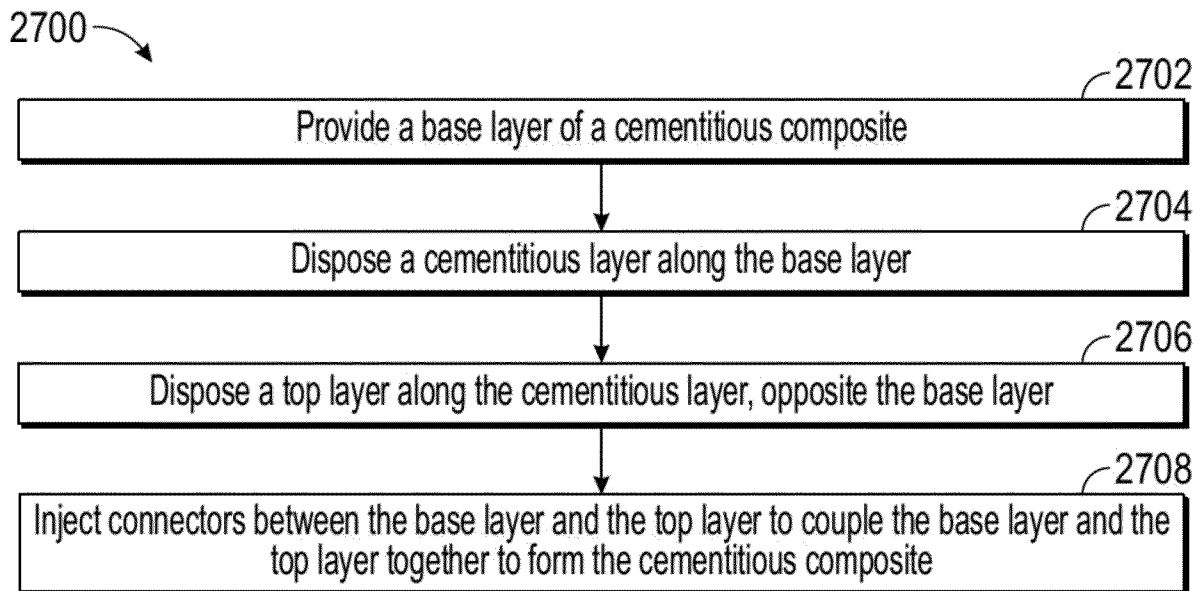 2700
2702
Provide a base layer of a cementitious composite
2704
Dispose a cementitious layer along the base layer
2706
Dispose a top layer along the cementitious layer, opposite the base layer
2708
Inject connectors between the base layer and the top layer to couple the base layer and the
top layer together to form the cementitious composite